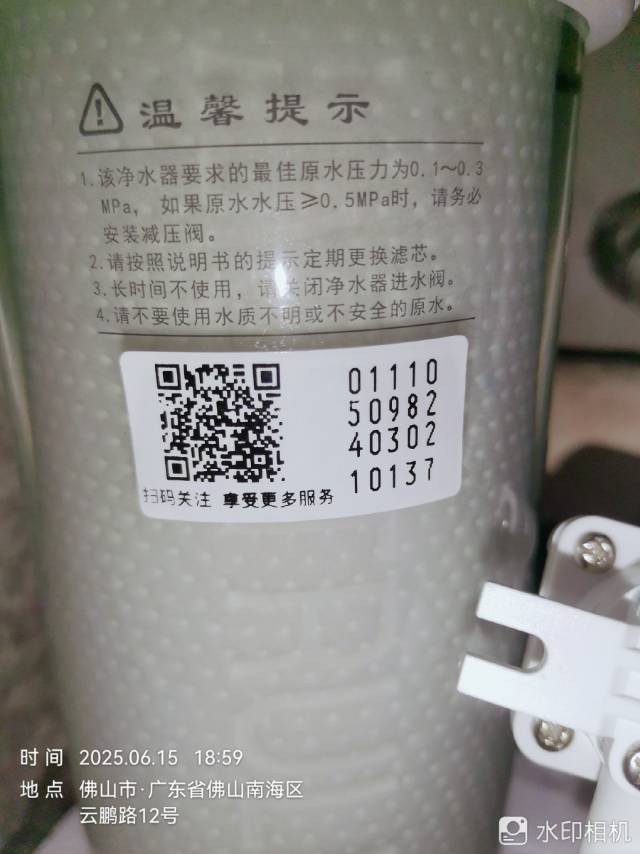 温馨提示
1.该净水器要求的最佳原水压力为0.1～0.3
MPa，如果原水水压≥0.5MPa时，请务必
安装减压阀。
2.请按照说明书的提示定期更换滤芯。
3.长时间不使用，请关闭净水器进水阀。
4.请不要使用水质不明或不安全的原水。
01110
50982
40302
10137
扫码关注 享受更多服务
时间 2025.06.15 18:59
地点 佛山市·广东省佛山南海区
云鹏路12号
水印相机